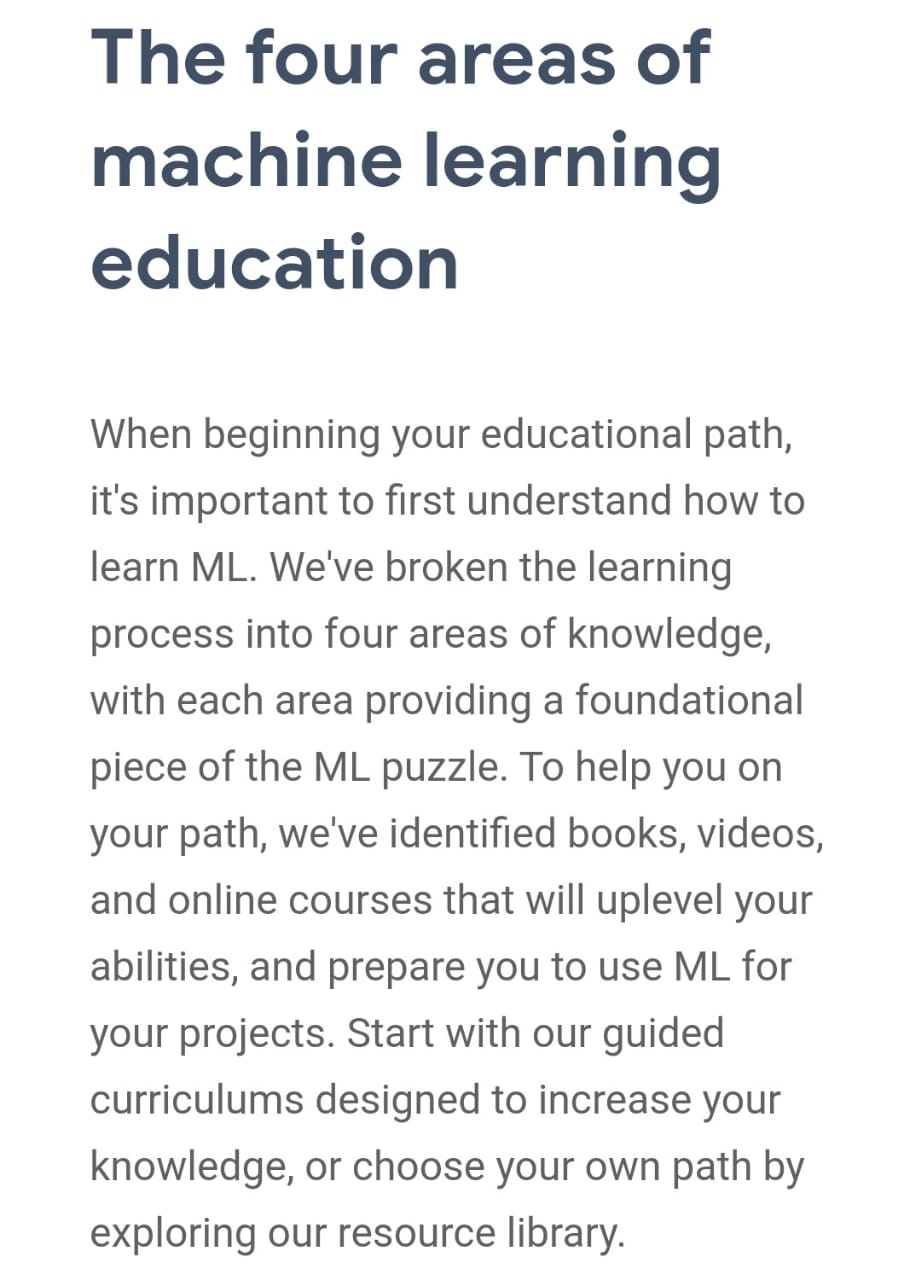 The four areas of
machine learning
education
When beginning your educational path,
it's important to first understand how to
learn ML. We've broken the learning
process into four areas of knowledge,
with each area providing a foundational
piece of the ML puzzle. To help you on
your path, we've identified books, videos,
and online courses that will uplevel your
abilities, and prepare you to use ML for
your projects. Start with our guided
curriculums designed to increase your
knowledge, or choose your own path by
exploring our resource library.